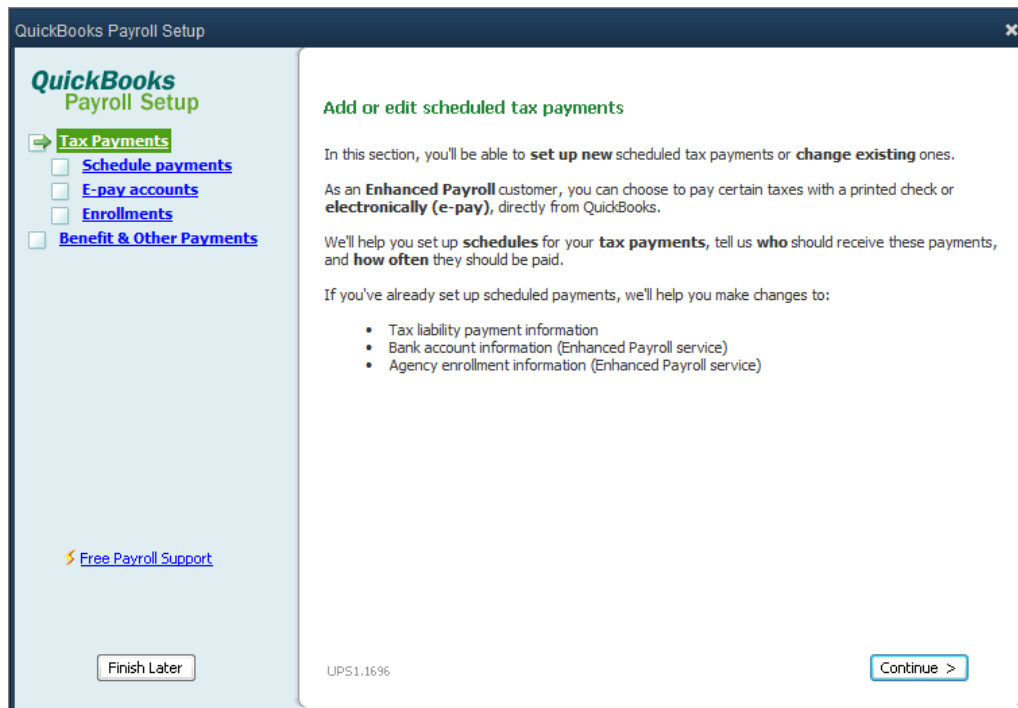 QuickBooks Payroll Setup
QuickBooks
Payroll Setup
Tax Payments
Schedule payments
E-pay accounts
Enrollments
Benefit & Other Payments
Free Payroll Support
Finish Later
Add or edit scheduled tax payments
In this section, you'll be able to set up new scheduled tax payments or change existing ones.
As an Enhanced Payroll customer, you can choose to pay certain taxes with a printed check or
electronically (e-pay), directly from QuickBooks.
We'll help you set up schedules for your tax payments, tell us who should receive these payments,
and how often they should be paid.
If you've already set up scheduled payments, we'll help you make changes to:
• Tax liability payment information
• Bank account information (Enhanced Payroll service)
• Agency enrollment information (Enhanced Payroll service)
UPS1.1696
Continue >